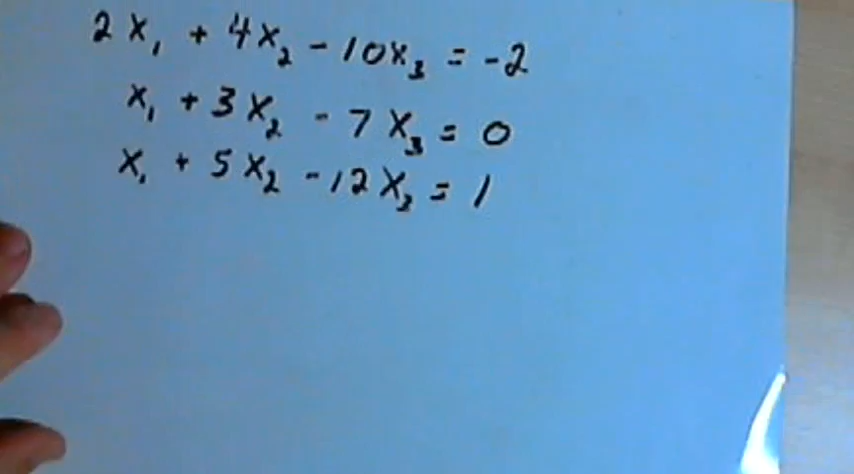 2x₁ + 4x₂ - 10x₃ = -2
x₁ + 3x₂ - 7x₃ = 0
x₁ + 5x₂ - 12x₃ = 1